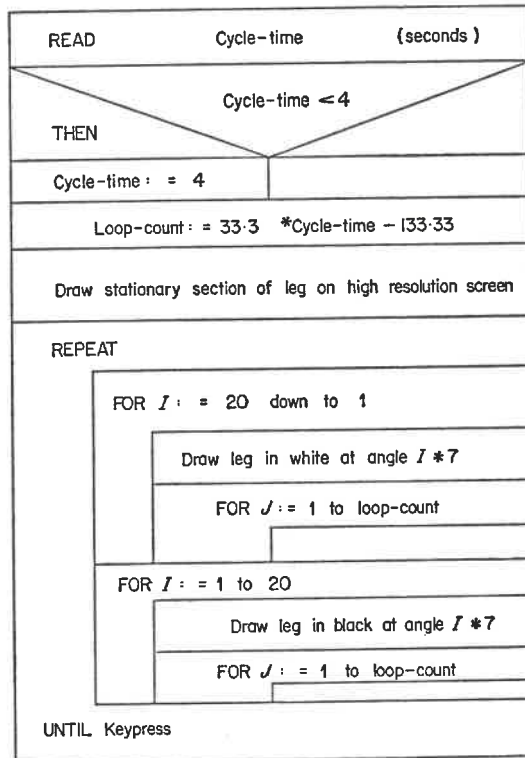 READ Cycle-time (seconds)
Cycle-time < 4
THEN
Cycle-time : = 4
Loop-count : = 33·3 *Cycle-time - 133·33
Draw stationary section of leg on high resolution screen
REPEAT
FOR I : = 20 down to 1
Draw leg in white at angle I * 7
FOR J : = 1 to loop-count
FOR I : = 1 to 20
Draw leg in black at angle I * 7
FOR J : = 1 to loop-count
UNTIL Keypress